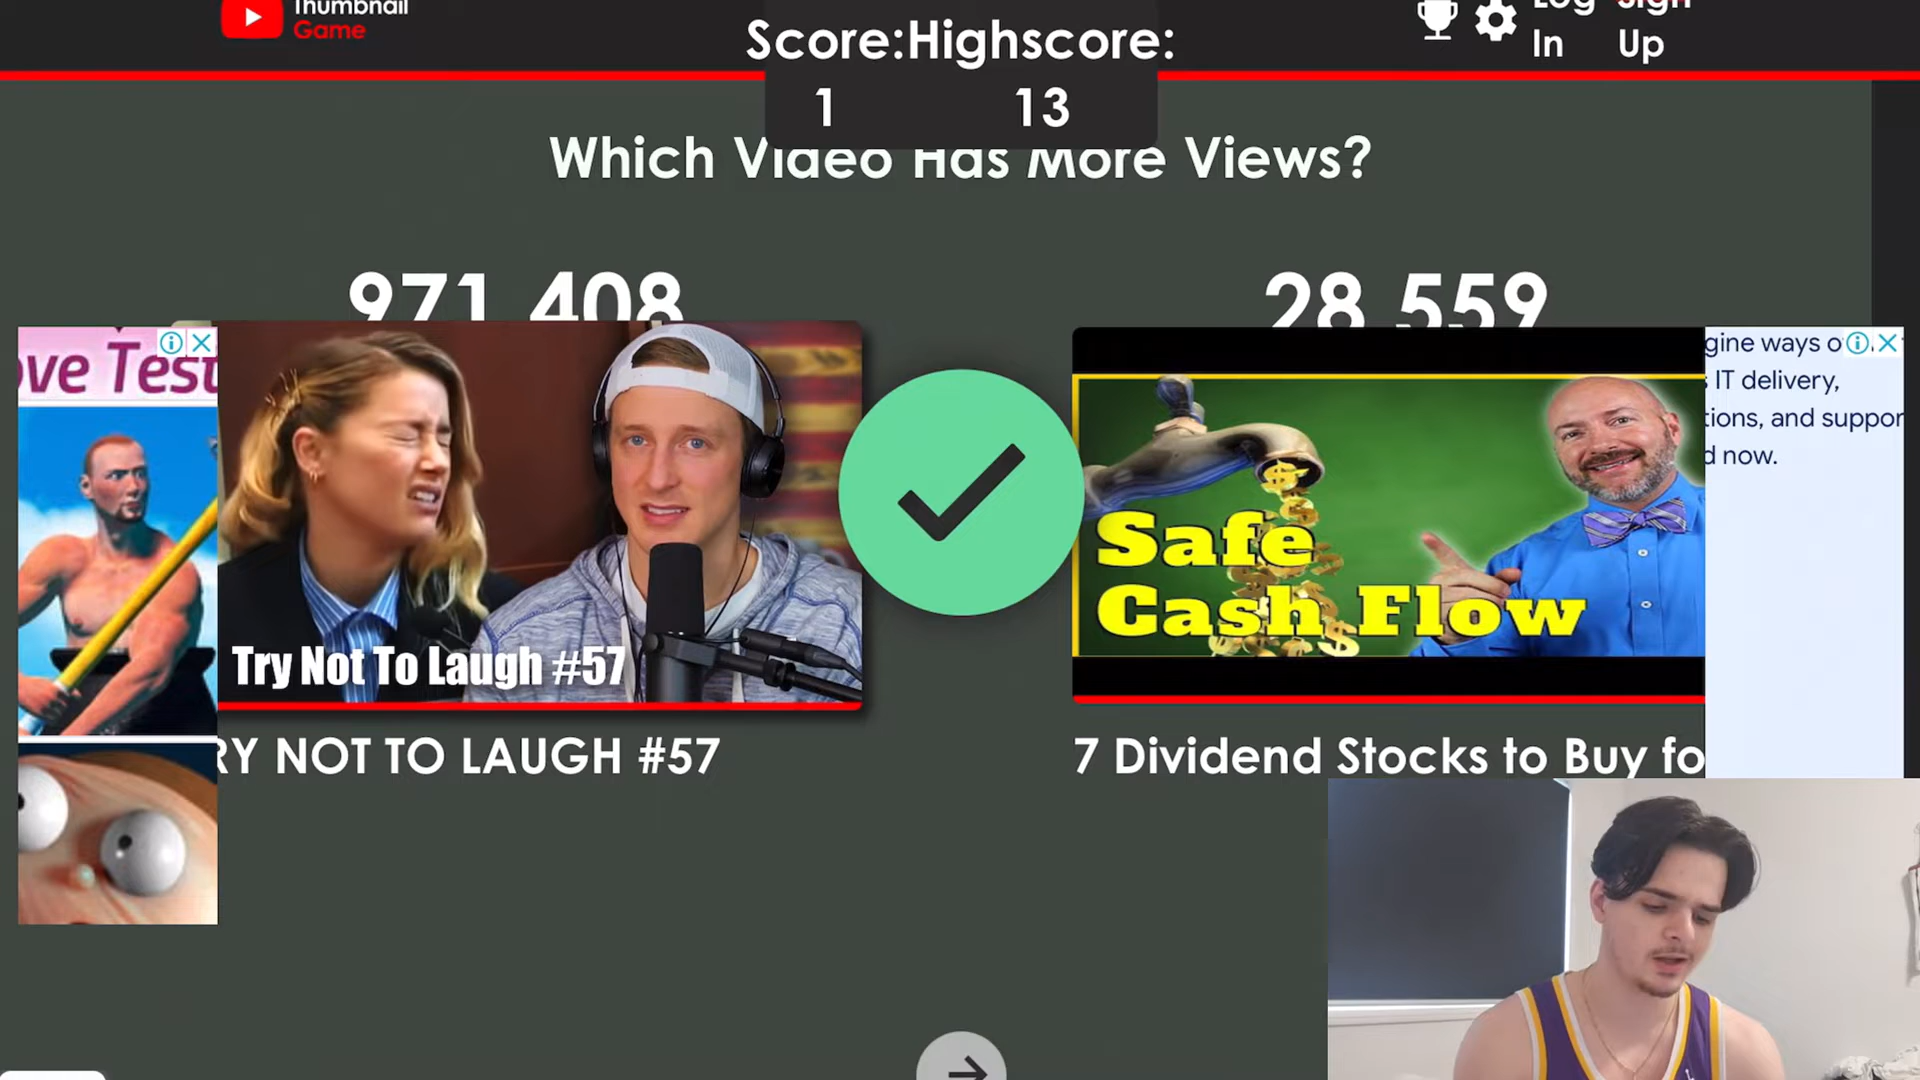 Thumbnail
Game
Score:Highscore:
1 13
Log
In
Sign
Up
Which Video Has More Views?
971,408
28,559
ove Test
gine ways o
IT delivery,
tions, and suppor
d now.
Try Not To Laugh #57
Safe
Cash Flow
RY NOT TO LAUGH #57
7 Dividend Stocks to Buy fo